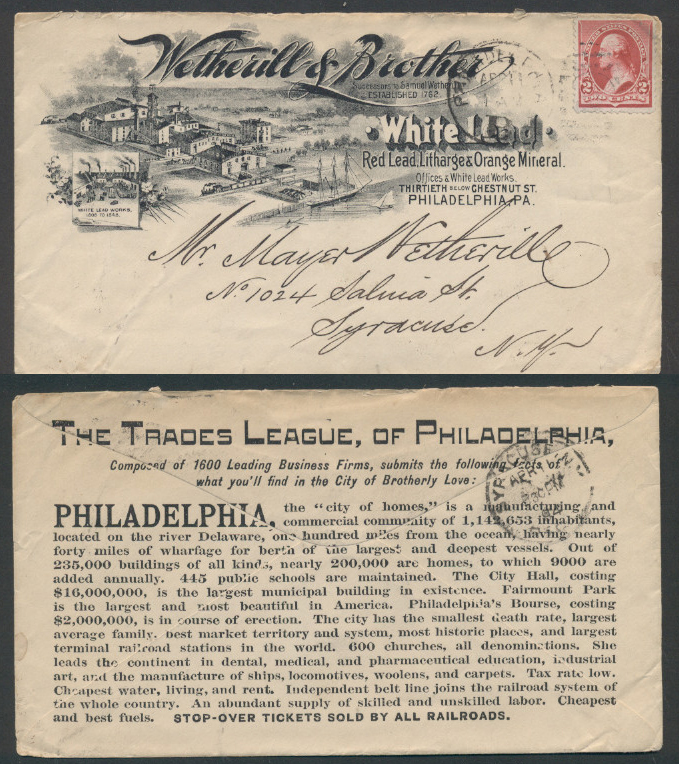 Wetherill & Brother
Successors to Samuel Wetherill
ESTABLISHED 1762.
White Lead
Red Lead, Litharge & Orange Mineral.
Offices & White Lead Works,
THIRTIETH BELOW CHESTNUT ST.
PHILADELPHIA, PA.
WHITE LEAD WORKS,
2 2
TWO CENTS
Mr. Mayer Wetherill
No. 1024 Salina St.
Syracuse.
N.Y.
THE TRADES LEAGUE, OF PHILADELPHIA,
Composed of 1600 Leading Business Firms, submits the following facts of
what you'll find in the City of Brotherly Love:
PHILADELPHIA, the "city of homes," is a manufacturing and
commercial community of 1,142,653 inhabitants,
located on the river Delaware, one hundred miles from the ocean, having nearly
forty miles of wharfage for berth of the largest and deepest vessels. Out of
235,000 buildings of all kinds, nearly 200,000 are homes, to which 9000 are
added annually. 445 public schools are maintained. The City Hall, costing
$16,000,000, is the largest municipal building in existence. Fairmount Park
is the largest and most beautiful in America. Philadelphia's Bourse, costing
$2,000,000, is in course of erection. The city has the smallest death rate, largest
average family, best market territory and system, most historic places, and largest
terminal railroad stations in the world. 600 churches, all denominations. She
leads the continent in dental, medical, and pharmaceutical education, industrial
art, and the manufacture of ships, locomotives, woolens, and carpets. Tax rate low.
Cheapest water, living, and rent. Independent belt line joins the railroad system of
the whole country. An abundant supply of skilled and unskilled labor. Cheapest
and best fuels. STOP-OVER TICKETS SOLD BY ALL RAILROADS.
SYRACUSE, N.Y.
APR